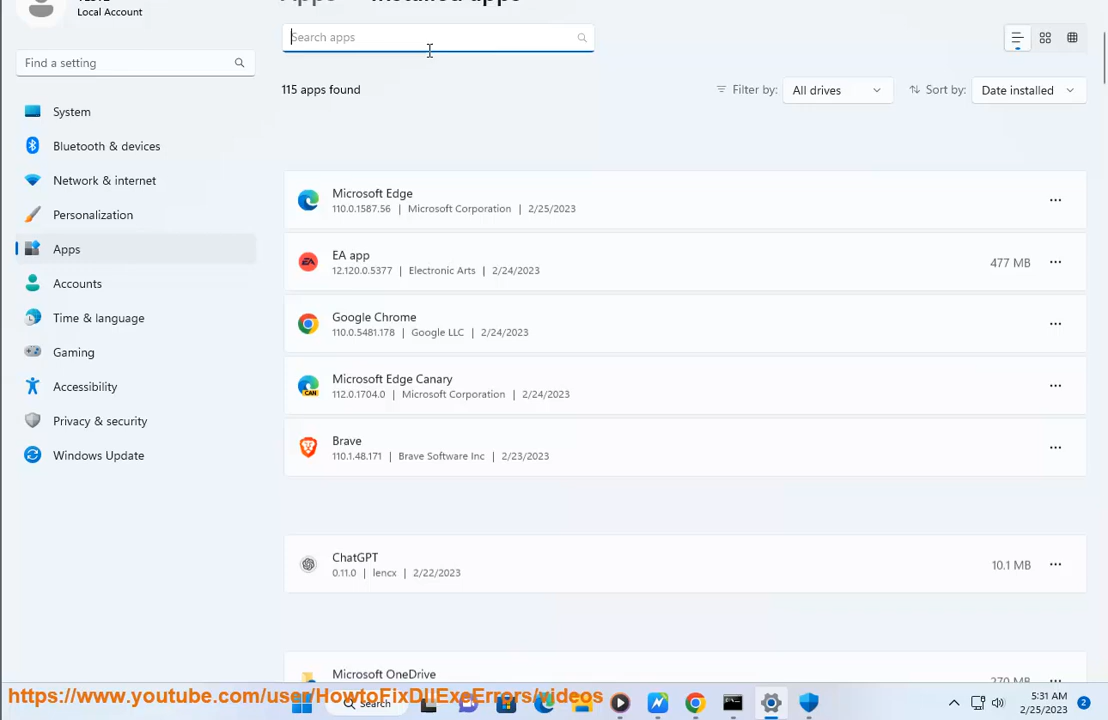 Local Account
Find a setting
System
Bluetooth & devices
Network & internet
Personalization
Apps
Accounts
Time & language
Gaming
Accessibility
Privacy & security
Windows Update
Search apps
115 apps found
Filter by: All drives
Sort by: Date installed
Microsoft Edge
110.0.1587.56 | Microsoft Corporation | 2/25/2023
EA app
12.120.0.5377 | Electronic Arts | 2/24/2023
477 MB
Google Chrome
110.0.5481.178 | Google LLC | 2/24/2023
Microsoft Edge Canary
112.0.1704.0 | Microsoft Corporation | 2/24/2023
CAN
Brave
110.1.48.171 | Brave Software Inc | 2/23/2023
ChatGPT
0.11.0 | lencx | 2/22/2023
10.1 MB
Microsoft OneDrive
270 MB
https://www.youtube.com/user/HowtoFixDllExeErrors/videos
Search
5:31 AM
2/25/2023
2